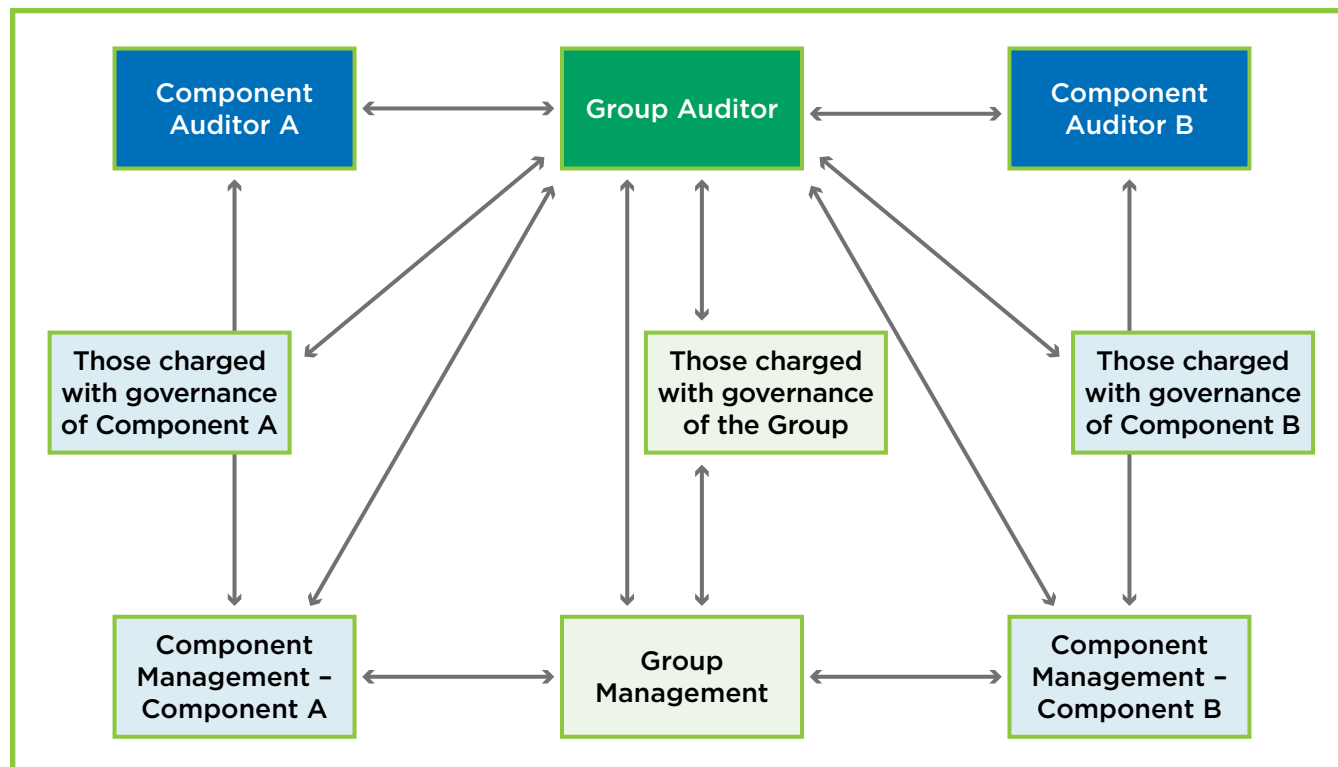 Component
Auditor A
Group Auditor
Component
Auditor B
Those charged
with governance
of Component A
Those charged
with governance
of the Group
Those charged
with governance
of Component B
Component
Management –
Component A
Group
Management
Component
Management –
Component B